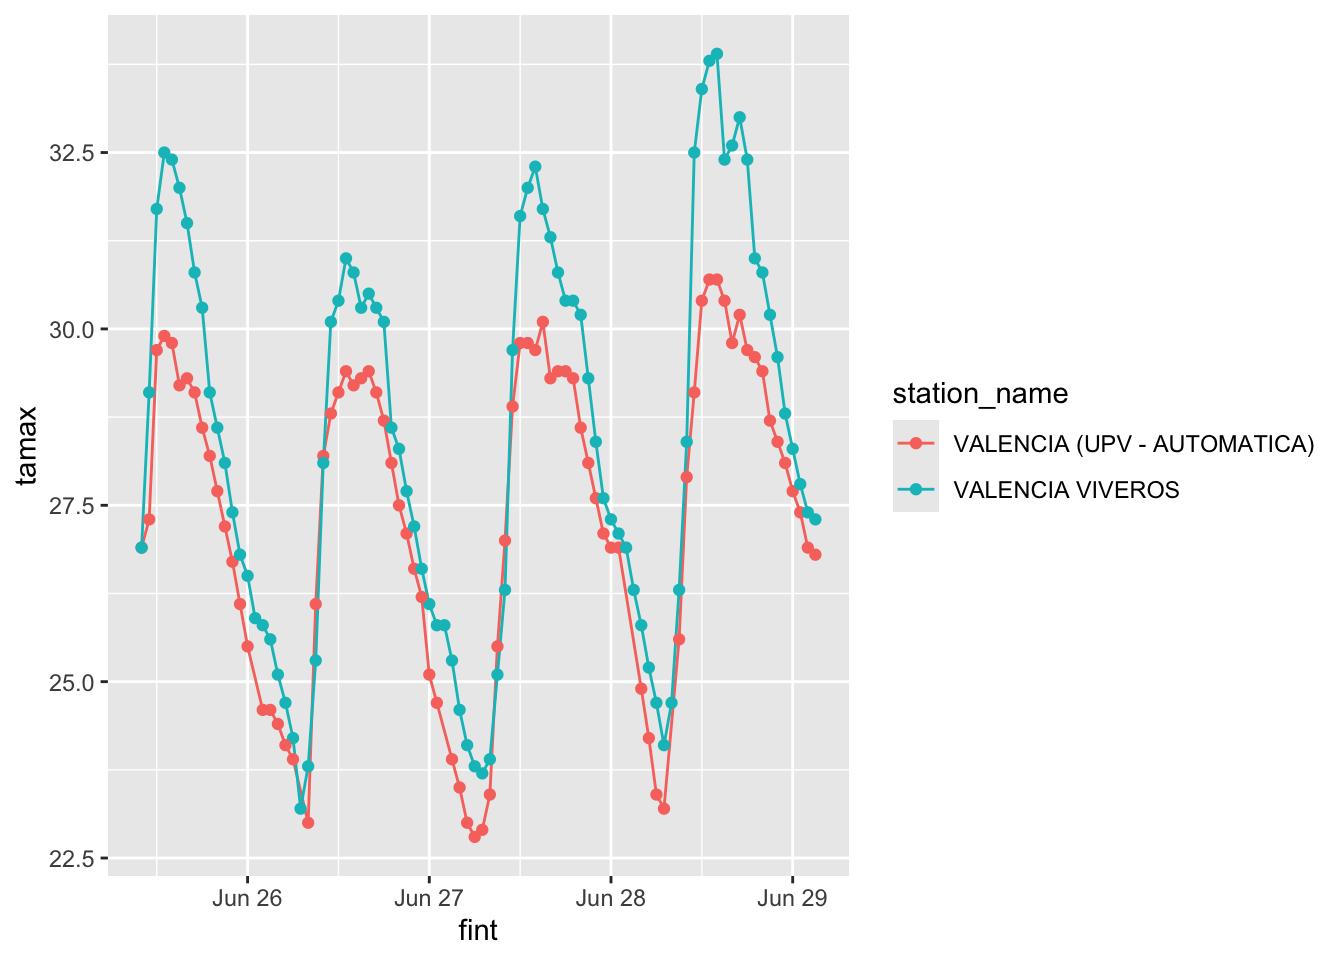 32.5
30.0
27.5
25.0
22.5
tamax
Jun 26 Jun 27 Jun 28 Jun 29
fint
station_name
VALENCIA (UPV - AUTOMATICA)
VALENCIA VIVEROS